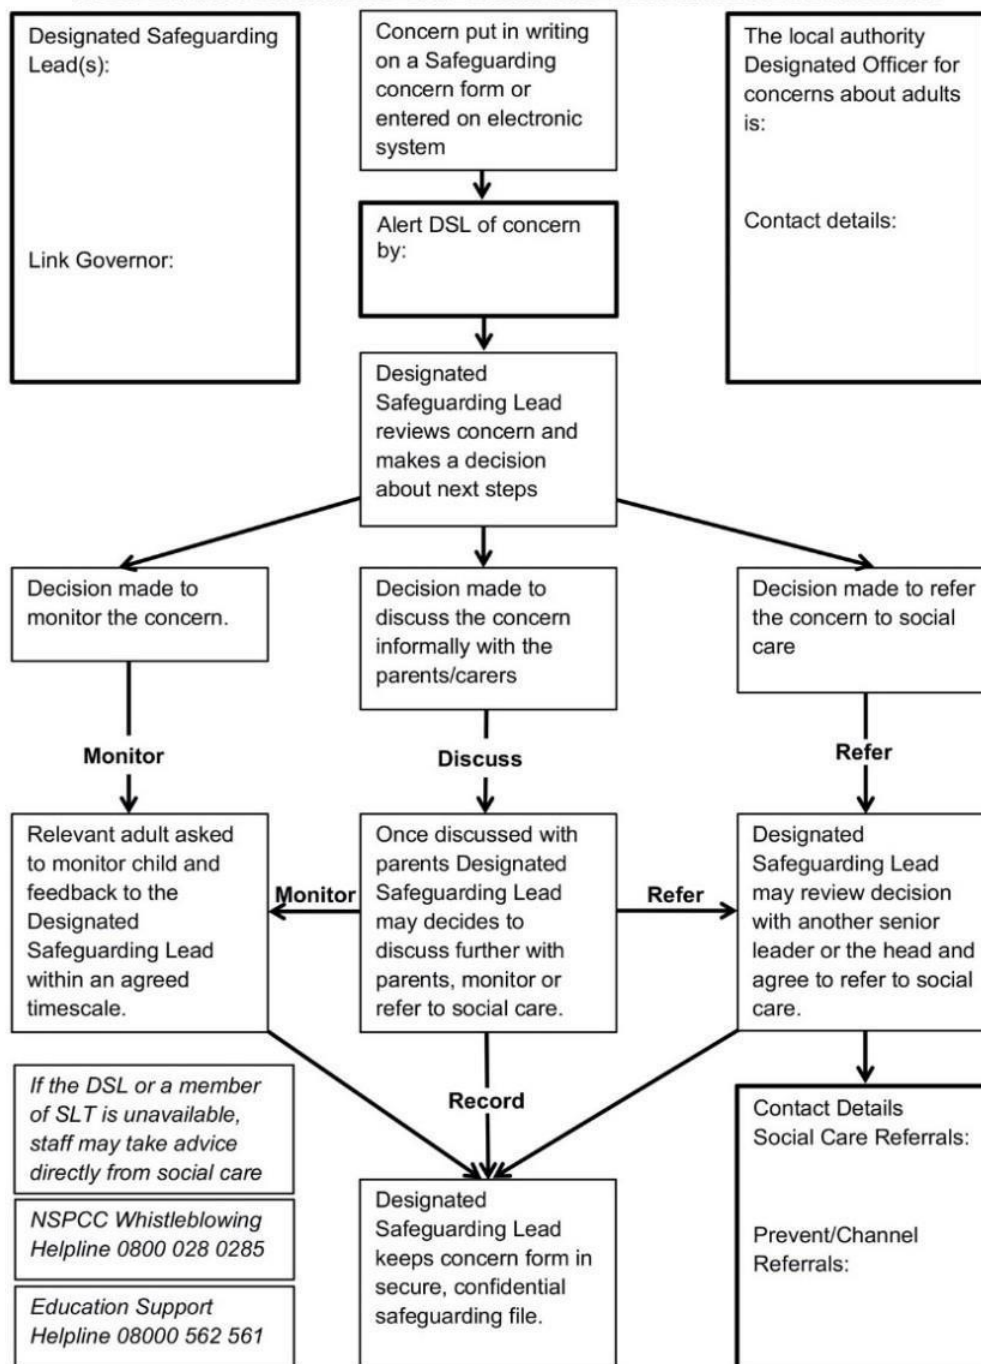 Designated Safeguarding
Lead(s):
Link Governor:
Concern put in writing
on a Safeguarding
concern form or
entered on electronic
system
The local authority
Designated Officer for
concerns about adults
is:
Contact details:
Alert DSL of concern
by:
Designated
Safeguarding Lead
reviews concern and
makes a decision
about next steps
Decision made to
monitor the concern.
Decision made to
discuss the concern
informally with the
parents/carers
Decision made to refer
the concern to social
care
Monitor
Discuss
Refer
Relevant adult asked
to monitor child and
feedback to the
Designated
Safeguarding Lead
within an agreed
timescale.
Monitor
Once discussed with
parents Designated
Safeguarding Lead
may decides to
discuss further with
parents, monitor or
refer to social care.
Refer
Designated
Safeguarding Lead
may review decision
with another senior
leader or the head and
agree to refer to social
care.
If the DSL or a member
of SLT is unavailable,
staff may take advice
directly from social care
NSPCC Whistleblowing
Helpline 0800 028 0285
Education Support
Helpline 08000 562 561
Record
Designated
Safeguarding Lead
keeps concern form in
secure, confidential
safeguarding file.
Contact Details
Social Care Referrals:
Prevent/Channel
Referrals: